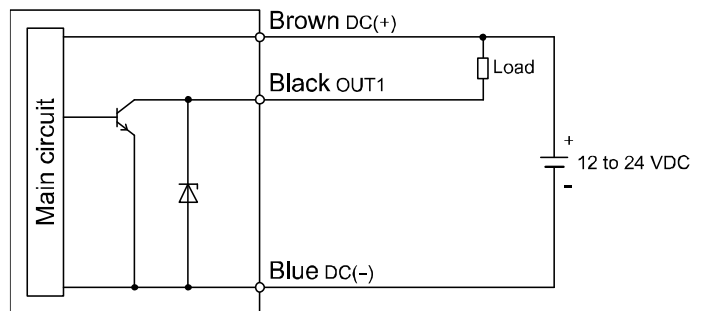 Brown DC(+)
Load
Black OUT1
Main circuit
+
12 to 24 VDC
-
Blue DC(-)